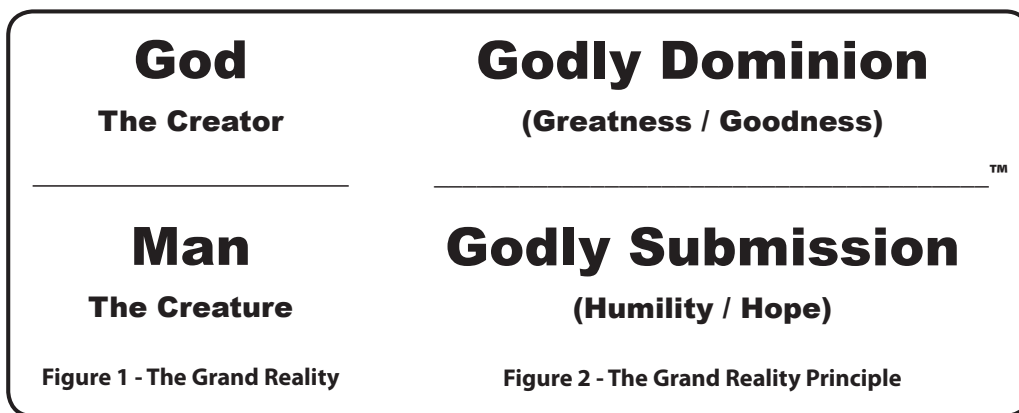 God
The Creator
Man
The Creature
Figure 1 - The Grand Reality
Godly Dominion
(Greatness / Goodness)
™
Godly Submission
(Humility / Hope)
Figure 2 - The Grand Reality Principle